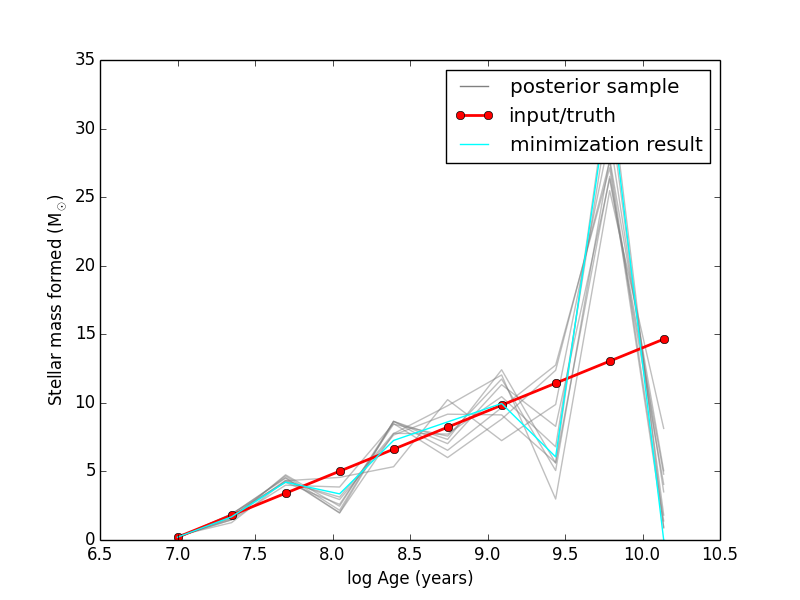 35
30
25
20
15
10
5
0
Stellar mass formed (M☉)
posterior sample
input/truth
minimization result
6.5 7.0 7.5 8.0 8.5 9.0 9.5 10.0 10.5
log Age (years)